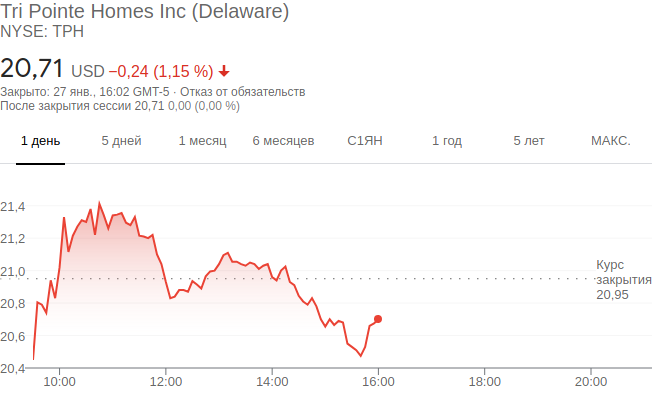 Tri Pointe Homes Inc (Delaware)
NYSE: TPH
20,71 USD −0,24 (1,15 %)
Закрыто: 27 янв., 16:02 GMT-5 · Отказ от обязательств
После закрытия сессии 20,71 0,00 (0,00 %)
1 день 5 дней 1 месяц 6 месяцев С1ЯН 1 год 5 лет МАКС.
21,4
21,2
21,0
20,8
20,6
20,4
Курс
закрытия
20,95
10:00 12:00 14:00 16:00 18:00 20:00